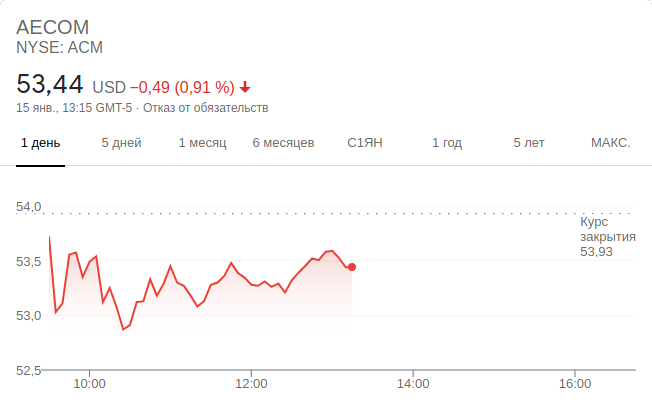 AECOM
NYSE: ACM
53,44 USD −0,49 (0,91 %)
15 янв., 13:15 GMT-5 · Отказ от обязательств
1 день 5 дней 1 месяц 6 месяцев С1ЯН 1 год 5 лет МАКС.
54,0
Курс
закрытия
53,93
53,5
53,0
52,5
10:00 12:00 14:00 16:00